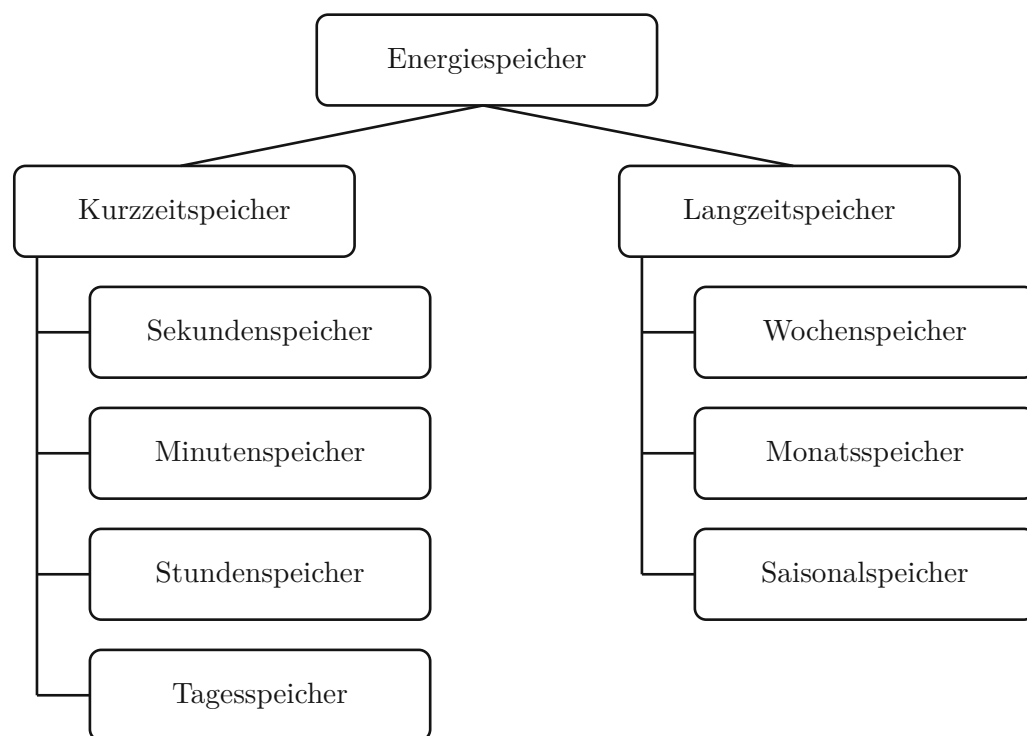 Energiespeicher
Kurzzeitspeicher
Sekundenspeicher
Minutenspeicher
Stundenspeicher
Tagesspeicher
Langzeitspeicher
Wochenspeicher
Monatsspeicher
Saisonalspeicher